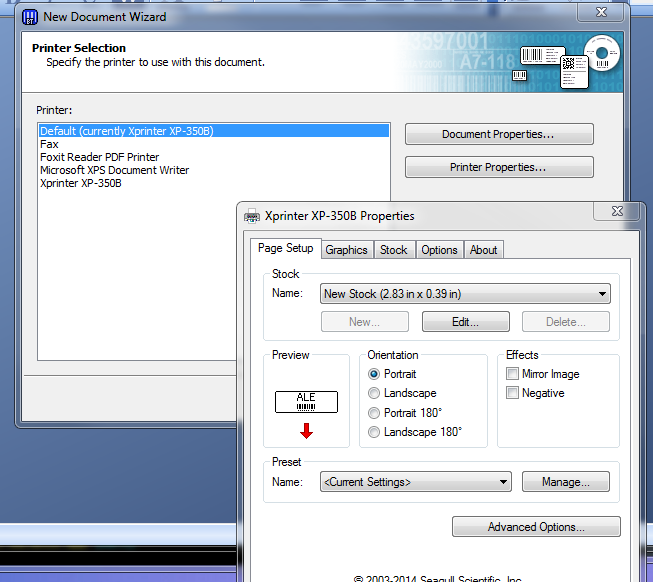 New Document Wizard
Printer Selection
Specify the printer to use with this document.
3597001
A7-118
Printer:
Default (currently Xprinter XP-350B)
Fax
Foxit Reader PDF Printer
Microsoft XPS Document Writer
Xprinter XP-350B
Document Properties...
Printer Properties...
Xprinter XP-350B Properties
Page Setup Graphics Stock Options About
Stock
Name: New Stock (2.83 in x 0.39 in)
New... Edit... Delete...
Preview Orientation Effects
ALE
Portrait
Landscape
Portrait 180°
Landscape 180°
Mirror Image
Negative
Preset
Name: <Current Settings> Manage...
Advanced Options...
© 2003-2014 Seagull Scientific, Inc.